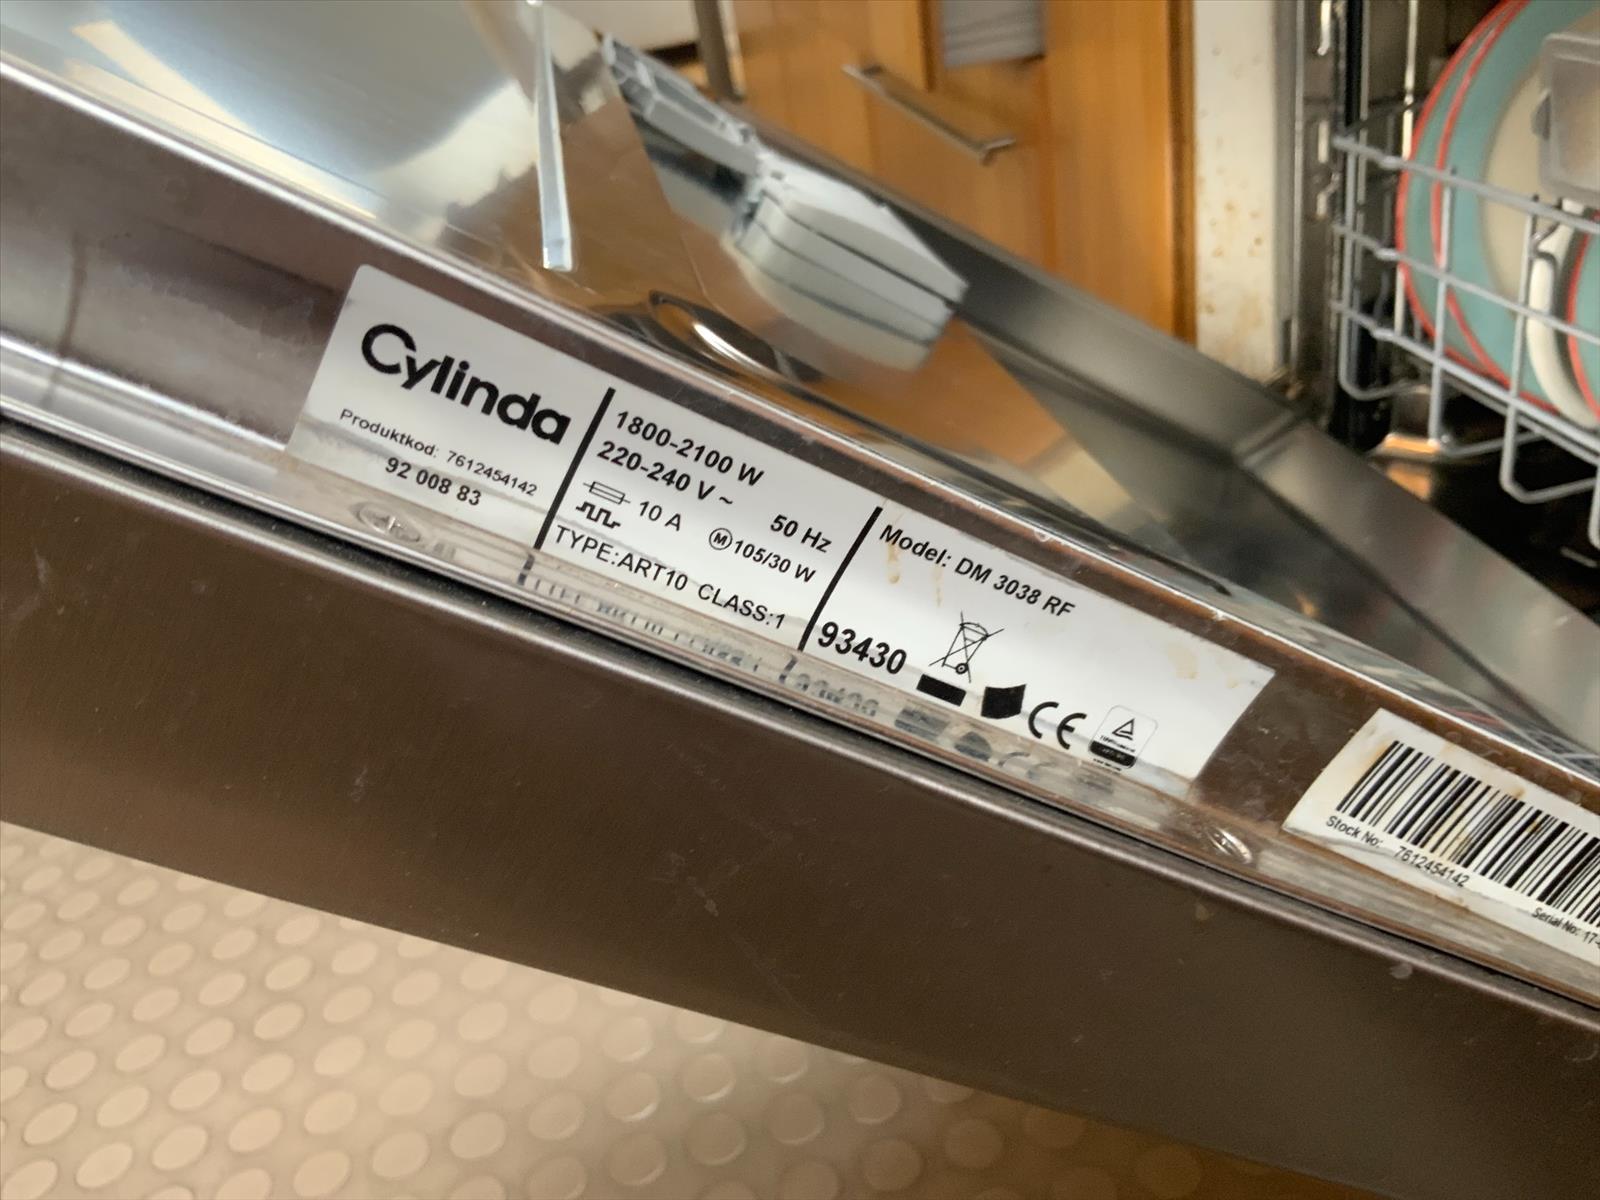 Cylinda
Produktkod: 7612454142
92 008 83
1800-2100 W
220-240 V ~ 50 Hz
10 A M 105/30 W
TYPE:ART10 CLASS:1
Model: DM 3038 RF
93430
CE
Stock No: 7612454142
Serial No: 17-